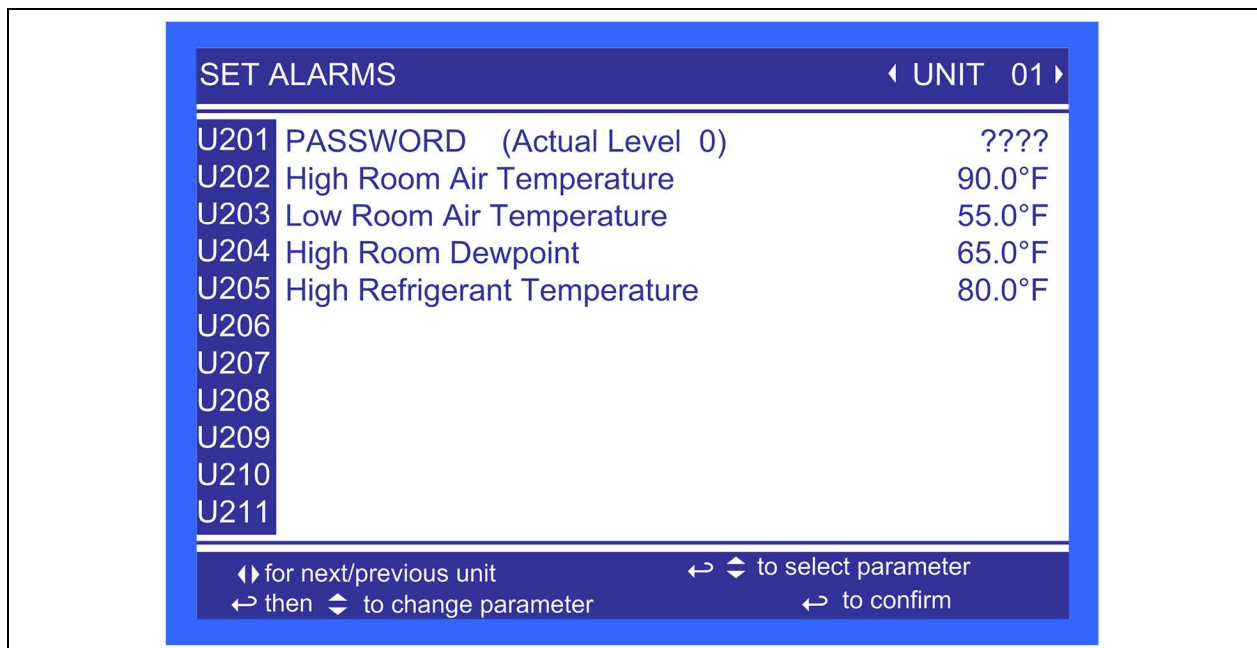 SET ALARMS UNIT 01
U201 PASSWORD (Actual Level 0) ????
U202 High Room Air Temperature 90.0°F
U203 Low Room Air Temperature 55.0°F
U204 High Room Dewpoint 65.0°F
U205 High Refrigerant Temperature 80.0°F
U206
U207
U208
U209
U210
U211
for next/previous unit to select parameter
then to change parameter to confirm